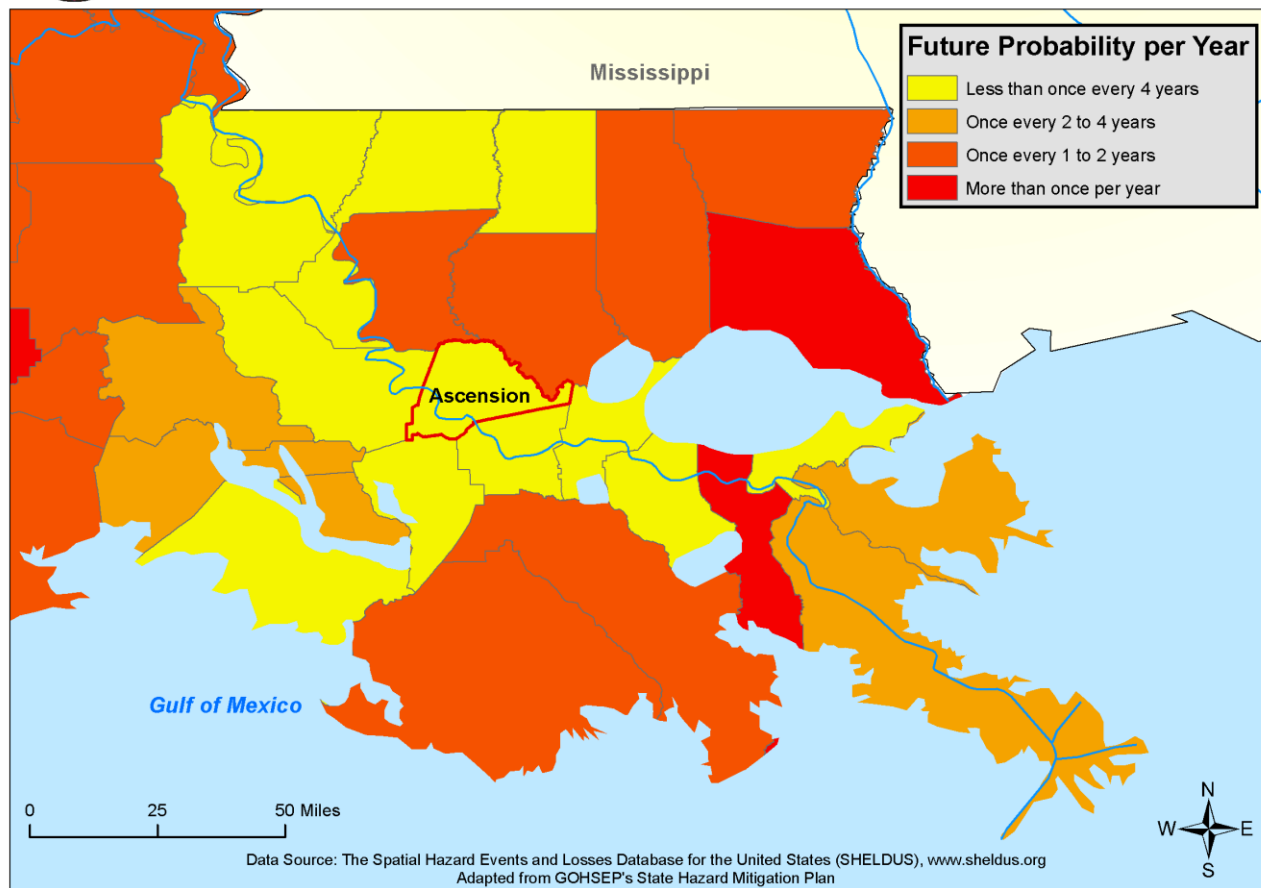 Future Probability per Year
Less than once every 4 years
Once every 2 to 4 years
Once every 1 to 2 years
More than once per year
Mississippi
Ascension
Gulf of Mexico
0 25 50 Miles
N
W E
S
Data Source: The Spatial Hazard Events and Losses Database for the United States (SHELDUS), www.sheldus.org
Adapted from GOHSEP's State Hazard Mitigation Plan